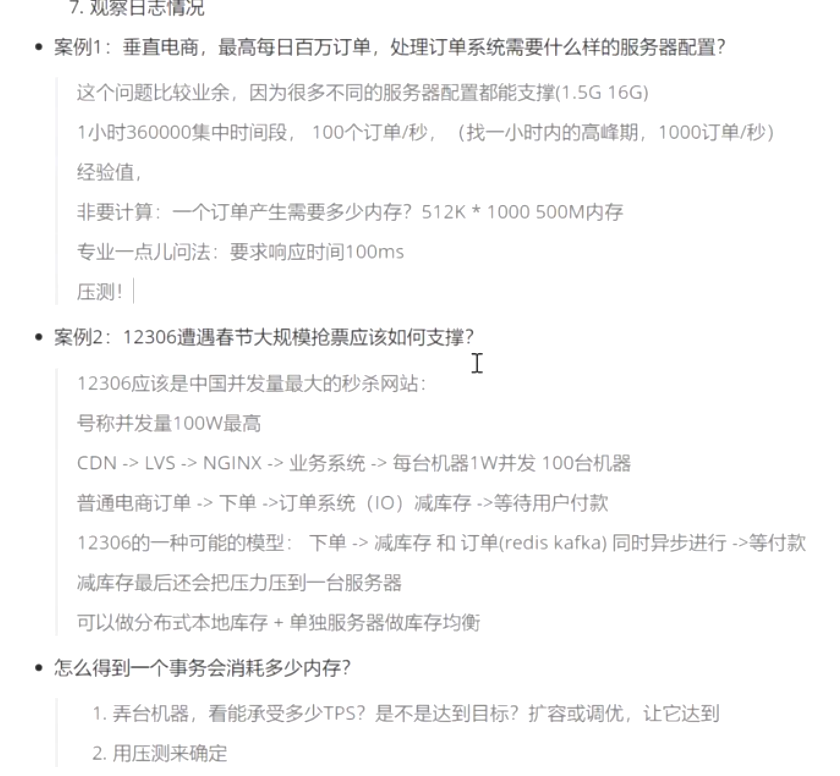 7. 观察日志情况
案例1：垂直电商，最高每日百万订单，处理订单系统需要什么样的服务器配置？
这个问题比较业余，因为很多不同的服务器配置都能支撑(1.5G 16G)
1小时360000集中时间段， 100个订单/秒，（找一小时内的高峰期，1000订单/秒）
经验值，
非要计算：一个订单产生需要多少内存？512K * 1000 500M内存
专业一点儿问法：要求响应时间100ms
压测！
案例2：12306遭遇春节大规模抢票应该如何支撑？
12306应该是中国并发量最大的秒杀网站：
号称并发量100W最高
CDN -> LVS -> NGINX -> 业务系统 -> 每台机器1W并发 100台机器
普通电商订单 -> 下单 ->订单系统（IO）减库存 ->等待用户付款
12306的一种可能的模型： 下单 -> 减库存 和 订单(redis kafka) 同时异步进行 ->等付款
减库存最后还会把压力压到一台服务器
可以做分布式本地库存 + 单独服务器做库存均衡
怎么得到一个事务会消耗多少内存？
1. 弄台机器，看能承受多少TPS？是不是达到目标？扩容或调优，让它达到
2. 用压测来确定